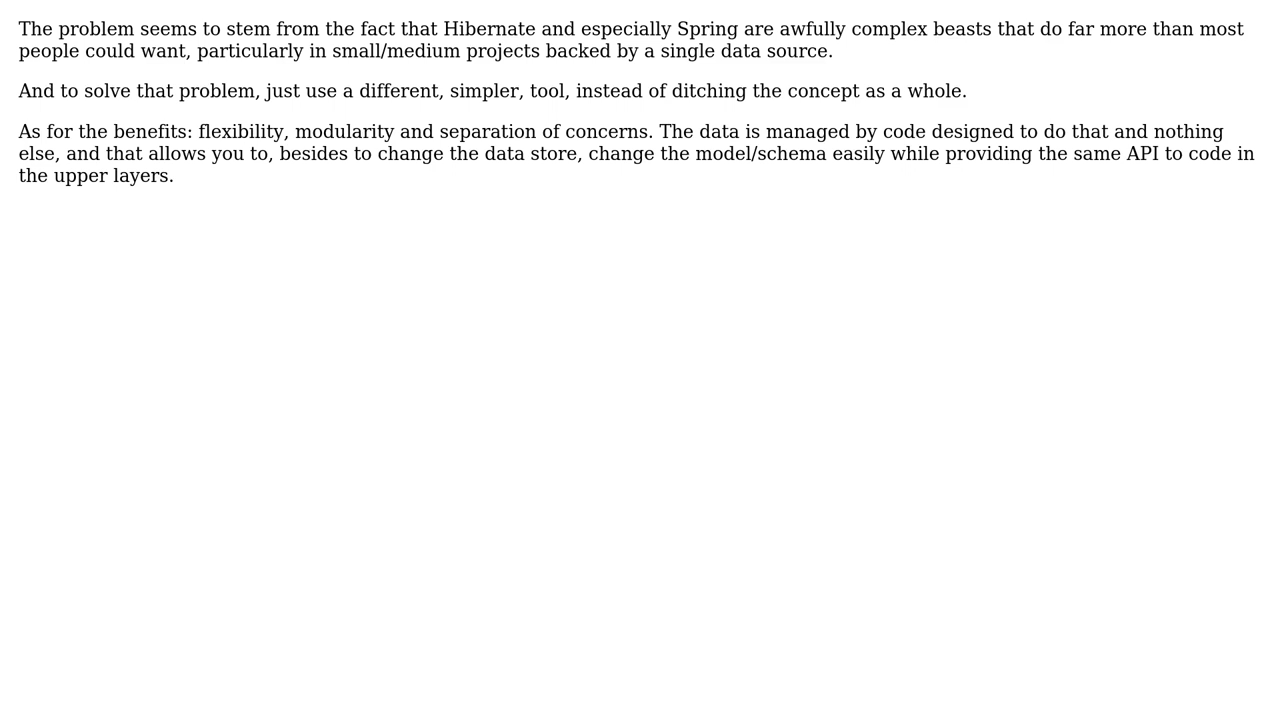 The problem seems to stem from the fact that Hibernate and especially Spring are awfully complex beasts that do far more than most
people could want, particularly in small/medium projects backed by a single data source.
And to solve that problem, just use a different, simpler, tool, instead of ditching the concept as a whole.
As for the benefits: flexibility, modularity and separation of concerns. The data is managed by code designed to do that and nothing
else, and that allows you to, besides to change the data store, change the model/schema easily while providing the same API to code in
the upper layers.